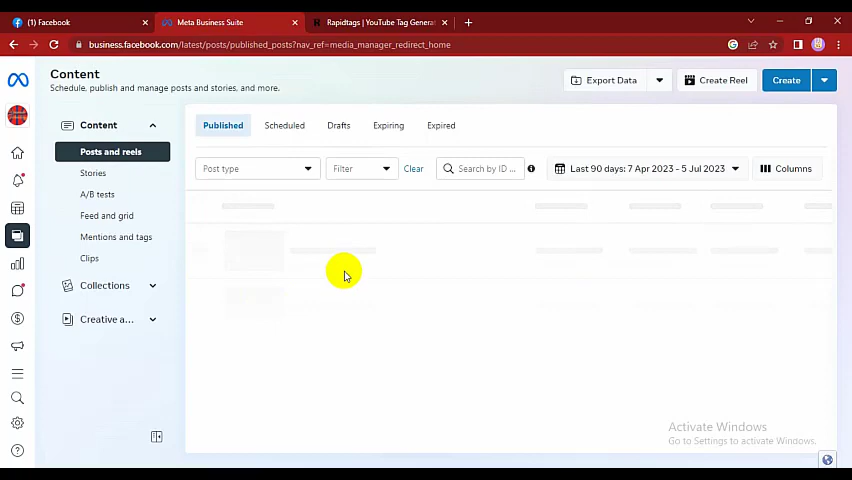 (1) Facebook
Meta Business Suite
Rapidtags | YouTube Tag Generat
business.facebook.com/latest/posts/published_posts?nav_ref=media_manager_redirect_home
Content
Schedule, publish and manage posts and stories, and more.
Export Data
Create Reel
Create
Content
Posts and reels
Stories
A/B tests
Feed and grid
Mentions and tags
Clips
Collections
Creative a...
Published
Scheduled
Drafts
Expiring
Expired
Post type
Filter
Clear
Search by ID ...
Last 90 days: 7 Apr 2023 - 5 Jul 2023
Columns
Activate Windows
Go to Settings to activate Windows.